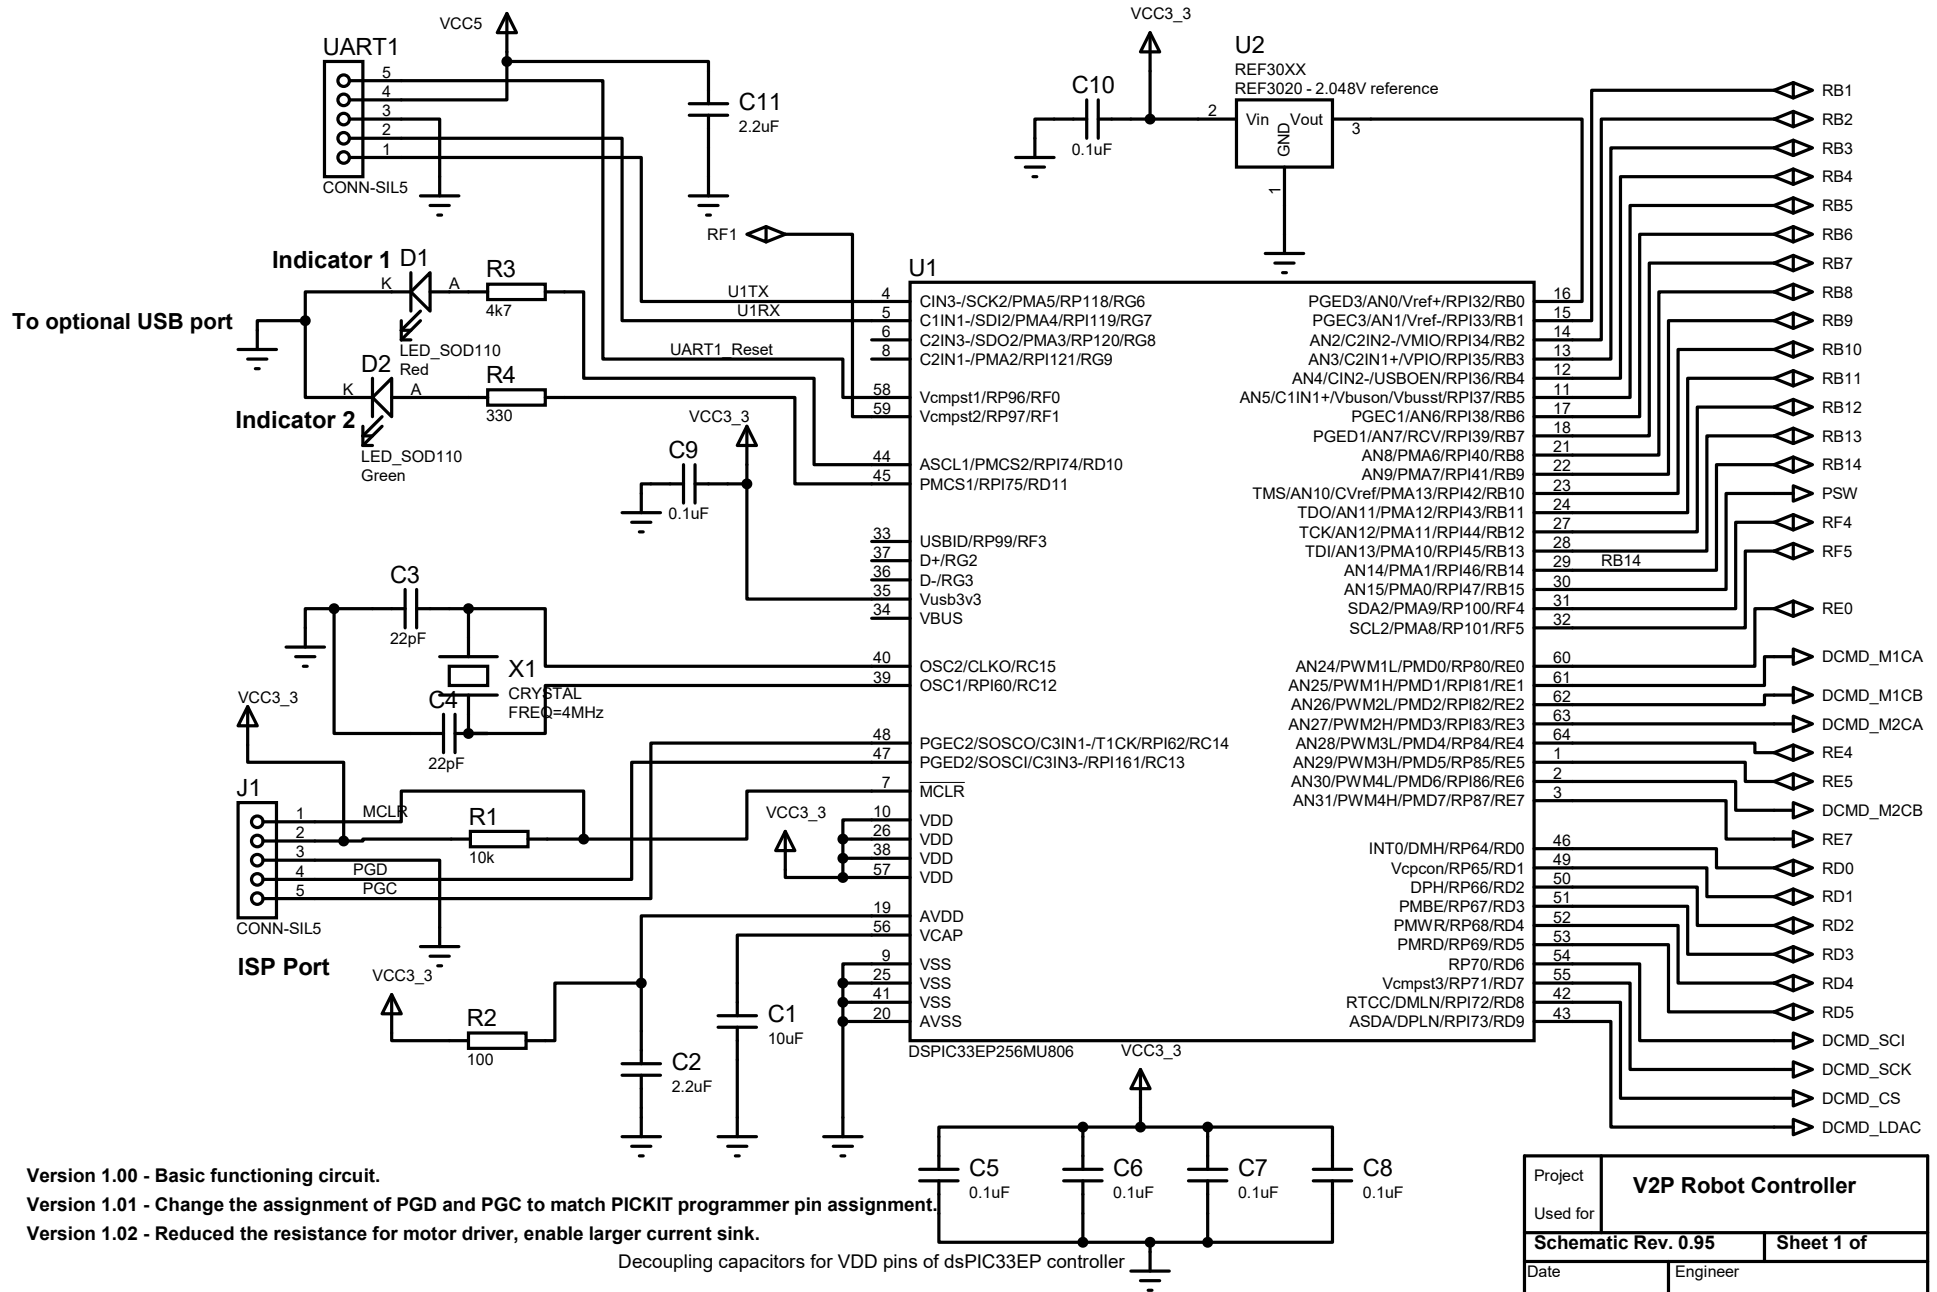 VCC5
UART1
5
4
3
2
1
CONN-SIL5
C11
2.2uF
VCC3_3
C10
0.1uF
U2
REF30XX
REF3020 - 2.048V reference
2
Vin
Vout
GND
3
1
RF1
Indicator 1
D1
K
A
R3
4k7
LED_SOD110
Red
To optional USB port
D2
K
A
R4
330
Indicator 2
LED_SOD110
Green
U1TX
U1RX
UART1_Reset
VCC3_3
C9
0.1uF
C3
22pF
X1
CRYSTAL
FREQ=4MHz
C4
22pF
VCC3_3
J1
1
2
3
4
5
MCLR
PGD
PGC
CONN-SIL5
ISP Port
R1
10k
VCC3_3
VCC3_3
R2
100
C2
2.2uF
C1
10uF
U1
4 CIN3-/SCK2/PMA5/RP118/RG6
5 C1IN1-/SDI2/PMA4/RPI119/RG7
6 C2IN3-/SDO2/PMA3/RP120/RG8
8 C2IN1-/PMA2/RPI121/RG9
58 Vcmpst1/RP96/RF0
59 Vcmpst2/RP97/RF1
44 ASCL1/PMCS2/RPI74/RD10
45 PMCS1/RPI75/RD11
33 USBID/RP99/RF3
37 D+/RG2
36 D-/RG3
35 Vusb3v3
34 VBUS
40 OSC2/CLKO/RC15
39 OSC1/RPI60/RC12
48 PGEC2/SOSCO/C3IN1-/T1CK/RPI62/RC14
47 PGED2/SOSCI/C3IN3-/RPI161/RC13
7 MCLR
10 VDD
26 VDD
38 VDD
57 VDD
19 AVDD
56 VCAP
9 VSS
25 VSS
41 VSS
20 AVSS
PGED3/AN0/Vref+/RPI32/RB0 16
PGEC3/AN1/Vref-/RPI33/RB1 15
AN2/C2IN2-/VMIO/RPI34/RB2 14
AN3/C2IN1+/VPIO/RPI35/RB3 13
AN4/CIN2-/USBOEN/RPI36/RB4 12
AN5/C1IN1+/Vbuson/Vbusst/RPI37/RB5 11
PGEC1/AN6/RPI38/RB6 17
PGED1/AN7/RCV/RPI39/RB7 18
AN8/PMA6/RPI40/RB8 21
AN9/PMA7/RPI41/RB9 22
TMS/AN10/CVref/PMA13/RPI42/RB10 23
TDO/AN11/PMA12/RPI43/RB11 24
TCK/AN12/PMA11/RPI44/RB12 27
TDI/AN13/PMA10/RPI45/RB13 28
AN14/PMA1/RPI46/RB14 29 RB14
AN15/PMA0/RPI47/RB15 30
SDA2/PMA9/RP100/RF4 31
SCL2/PMA8/RP101/RF5 32
AN24/PWM1L/PMD0/RP80/RE0 60
AN25/PWM1H/PMD1/RPI81/RE1 61
AN26/PWM2L/PMD2/RPI82/RE2 62
AN27/PWM2H/PMD3/RPI83/RE3 63
AN28/PWM3L/PMD4/RP84/RE4 64
AN29/PWM3H/PMD5/RP85/RE5 1
AN30/PWM4L/PMD6/RPI86/RE6 2
AN31/PWM4H/PMD7/RP87/RE7 3
INT0/DMH/RP64/RD0 46
Vcpcon/RP65/RD1 49
DPH/RP66/RD2 50
PMBE/RP67/RD3 51
PMWR/RP68/RD4 52
PMRD/RP69/RD5 53
RP70/RD6 54
Vcmpst3/RP71/RD7 55
RTCC/DMLN/RPI72/RD8 42
ASDA/DPLN/RPI73/RD9 43
DSPIC33EP256MU806
RB1
RB2
RB3
RB4
RB5
RB6
RB7
RB8
RB9
RB10
RB11
RB12
RB13
RB14
PSW
RF4
RF5
RE0
DCMD_M1CA
DCMD_M1CB
DCMD_M2CA
RE4
RE5
DCMD_M2CB
RE7
RD0
RD1
RD2
RD3
RD4
RD5
DCMD_SCI
DCMD_SCK
DCMD_CS
DCMD_LDAC
VCC3_3
C5
0.1uF
C6
0.1uF
C7
0.1uF
C8
0.1uF
Version 1.00 - Basic functioning circuit.
Version 1.01 - Change the assignment of PGD and PGC to match PICKIT programmer pin assignment.
Version 1.02 - Reduced the resistance for motor driver, enable larger current sink.
Decoupling capacitors for VDD pins of dsPIC33EP controller
Project
V2P Robot Controller
Used for
Schematic Rev. 0.95
Sheet 1 of
Date
Engineer